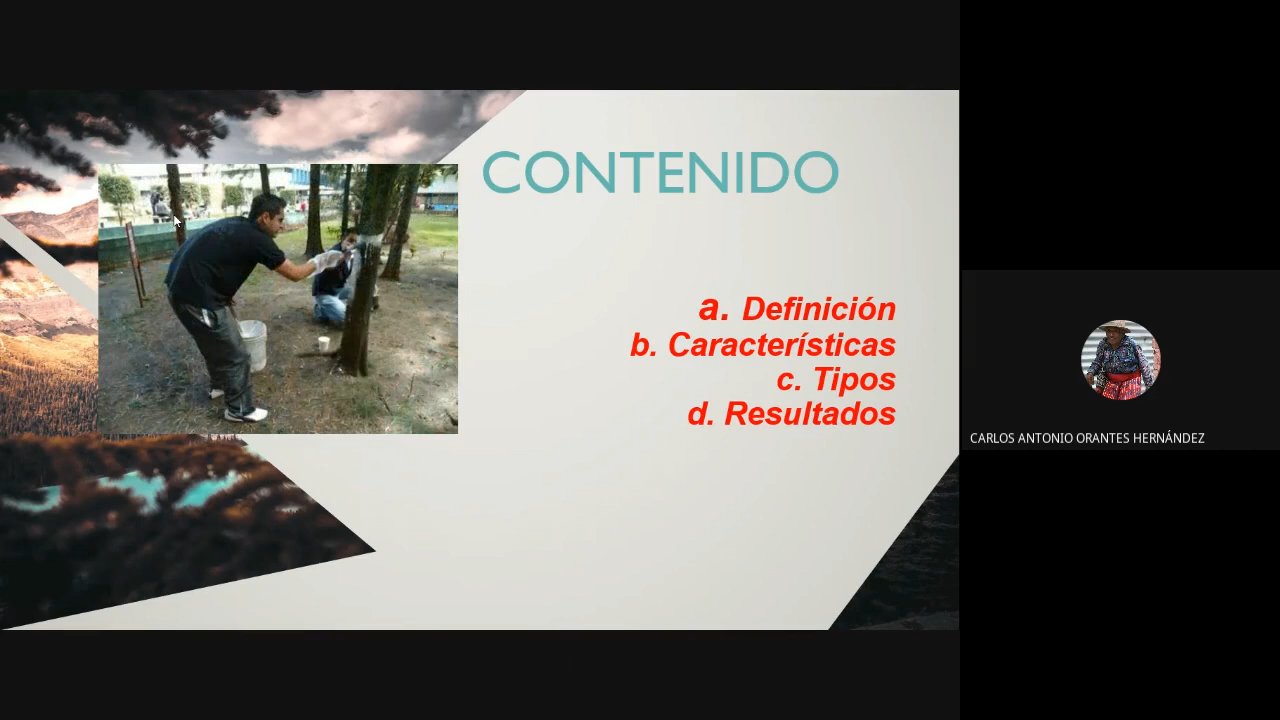 CONTENIDO
a. Definición
b. Características
c. Tipos
d. Resultados
CARLOS ANTONIO ORANTES HERNÁNDEZ